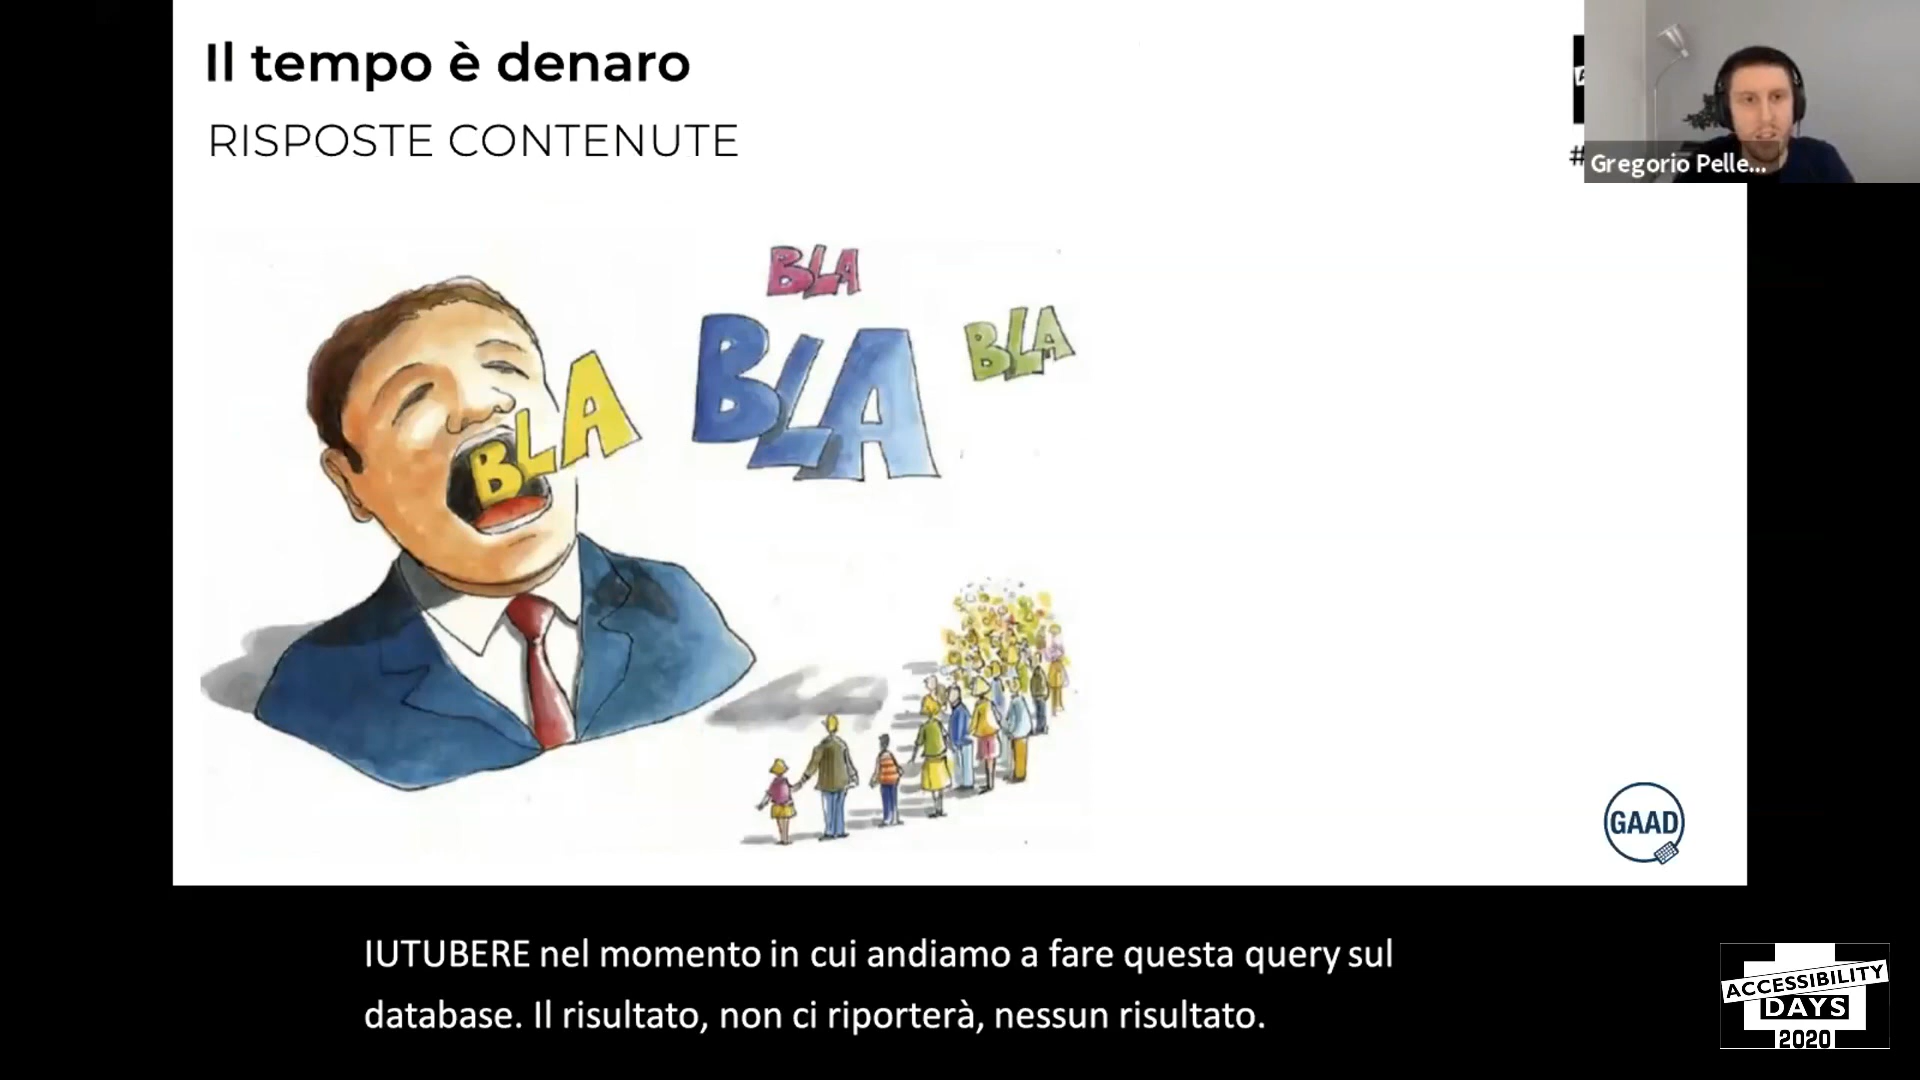 Il tempo è denaro
RISPOSTE CONTENUTE
#
Gregorio Pelle...
BLA
BLA
BLA
BLA
GAAD
IUTUBERE nel momento in cui andiamo a fare questa query sul
database. Il risultato, non ci riporterà, nessun risultato.
ACCESSIBILITY
DAYS
2020